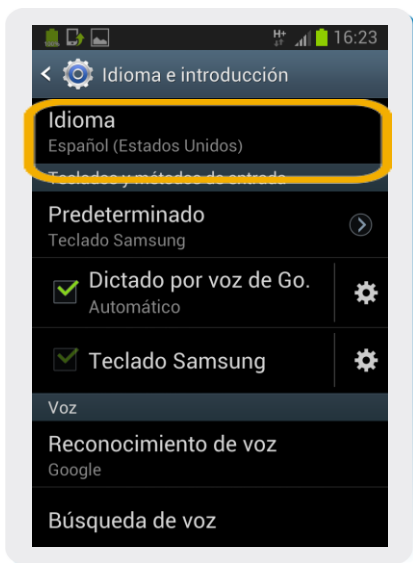 H+ 16:23
Idioma e introducción
Idioma
Español (Estados Unidos)
Teclados y métodos de entrada
Predeterminado
Teclado Samsung
Dictado por voz de Go.
Automático
Teclado Samsung
Voz
Reconocimiento de voz
Google
Búsqueda de voz